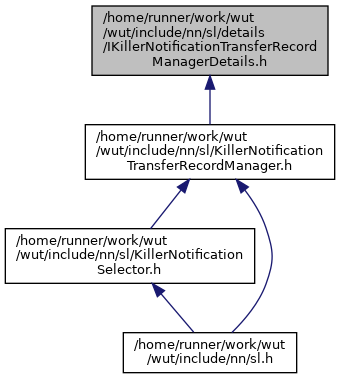 /home/runner/work/wut
/wut/include/nn/sl/details
/IKillerNotificationTransferRecord
ManagerDetails.h
/home/runner/work/wut
/wut/include/nn/sl/KillerNotification
TransferRecordManager.h
/home/runner/work/wut
/wut/include/nn/sl/KillerNotification
Selector.h
/home/runner/work/wut
/wut/include/nn/sl.h